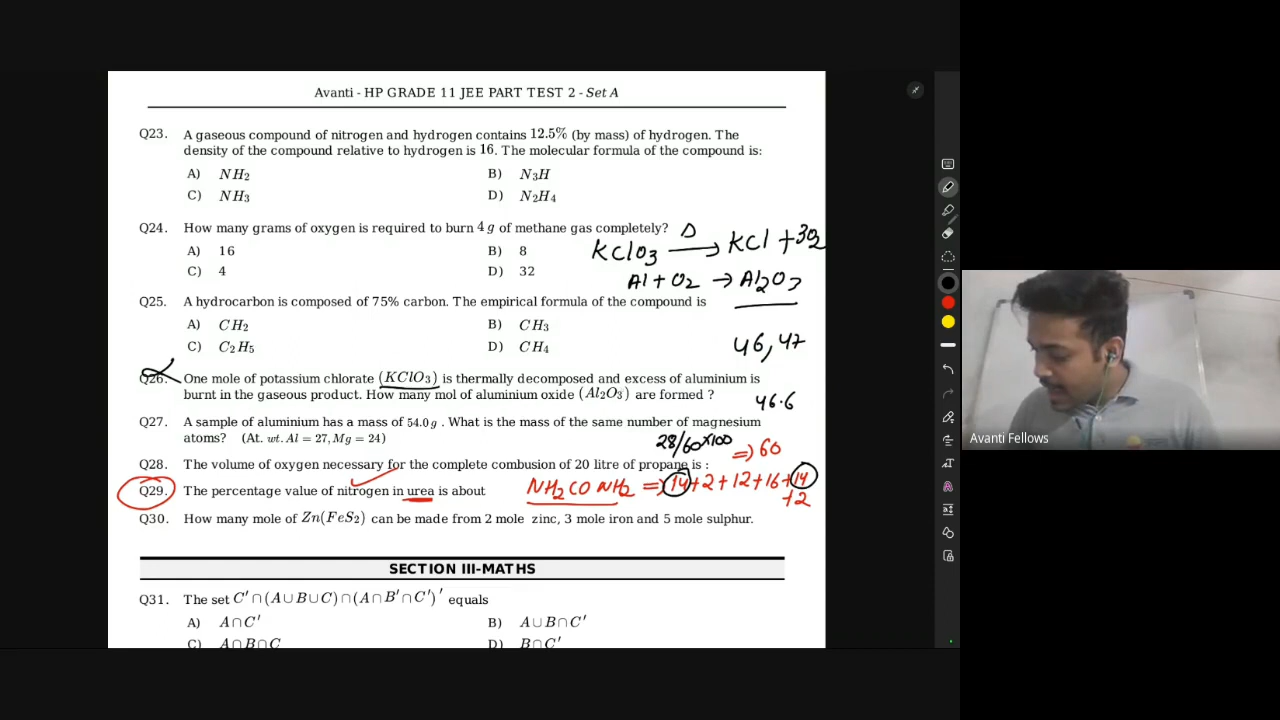 Avanti - HP GRADE 11 JEE PART TEST 2 - Set A
Q23. A gaseous compound of nitrogen and hydrogen contains 12.5% (by mass) of hydrogen. The
density of the compound relative to hydrogen is 16. The molecular formula of the compound is:
A) NH₂ B) N₃H
C) NH₃ D) N₂H₄
Q24. How many grams of oxygen is required to burn 4 g of methane gas completely?
A) 16 B) 8
C) 4 D) 32
KClO₃ —Δ→ KCl + 3O₂
Al + O₂ → Al₂O₃
Q25. A hydrocarbon is composed of 75% carbon. The empirical formula of the compound is
A) CH₂ B) CH₃
C) C₂H₅ D) CH₄
46, 47
Q26. One mole of potassium chlorate (KClO₃) is thermally decomposed and excess of aluminium is
burnt in the gaseous product. How many mol of aluminium oxide (Al₂O₃) are formed ?
46.6
Q27. A sample of aluminium has a mass of 54.0 g . What is the mass of the same number of magnesium
atoms? (At. wt. Al = 27, Mg = 24)
28/60 × 100
⇒ 60
Q28. The volume of oxygen necessary for the complete combusion of 20 litre of propane is :
Q29. The percentage value of nitrogen in urea is about
NH₂ CO NH₂ ⇒ 14 + 2 + 12 + 16 + 14
+ 2
Q30. How many mole of Zn(FeS₂) can be made from 2 mole zinc, 3 mole iron and 5 mole sulphur.
SECTION III-MATHS
Q31. The set C′∩(A∪B∪C)∩(A∩B′∩C′)′ equals
A) A∩C′ B) A∪B∩C′
C) A∩B∩C D) B∩C′
Avanti Fellows